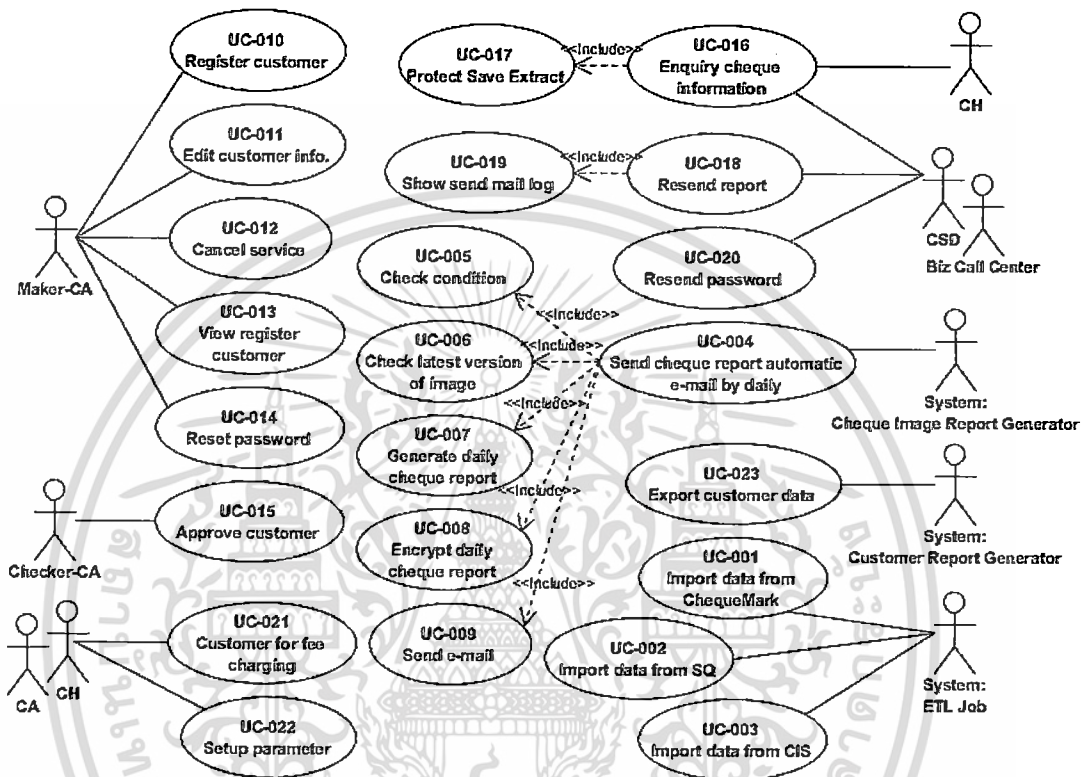 UC-010
Register customer
UC-017
Protect Save Extract
<<Include>>
UC-016
Enquiry cheque
information
CH
UC-011
Edit customer info.
UC-019
Show send mail log
<<Include>>
UC-018
Resend report
CSD
Biz Call Center
UC-012
Cancel service
Maker-CA
UC-005
Check condition
UC-020
Resend password
UC-013
View register
customer
<<Include>>
UC-006
Check latest version
of image
<<Include>>
UC-004
Send cheque report automatic
e-mail by daily
System:
Cheque Image Report Generator
UC-014
Reset password
<<Include>>
UC-007
Generate daily
cheque report
UC-023
Export customer data
System:
Customer Report Generator
UC-015
Approve customer
Checker-CA
<<Include>>
UC-008
Encrypt daily
cheque report
UC-001
Import data from
ChequeMark
<<Include>>
UC-021
Customer for fee
charging
CA
CH
UC-009
Send e-mail
UC-002
Import data from SQ
System:
ETL Job
UC-022
Setup parameter
UC-003
Import data from CIS